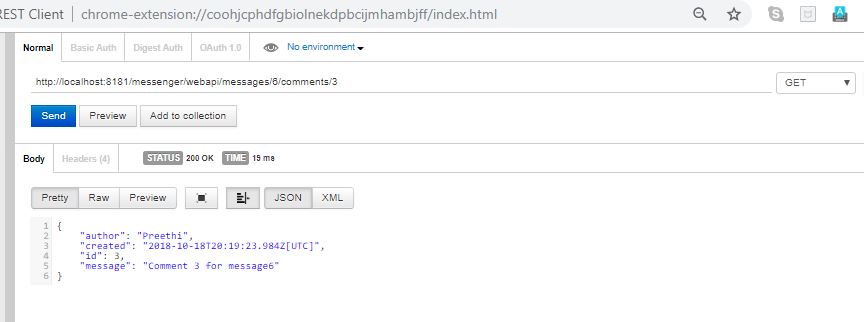 REST Client chrome-extension://coohjcphdfgbiolnekdpbcijmhambjff/index.html
Normal Basic Auth Digest Auth OAuth 1.0 No environment
http://localhost:8181/messenger/webapi/messages/6/comments/3 GET
Send Preview Add to collection
Body Headers (4) STATUS 200 OK TIME 19 ms
Pretty Raw Preview JSON XML
1 {
2 "author": "Preethi",
3 "created": "2018-10-18T20:19:23.984Z[UTC]",
4 "id": 3,
5 "message": "Comment 3 for message6"
6 }